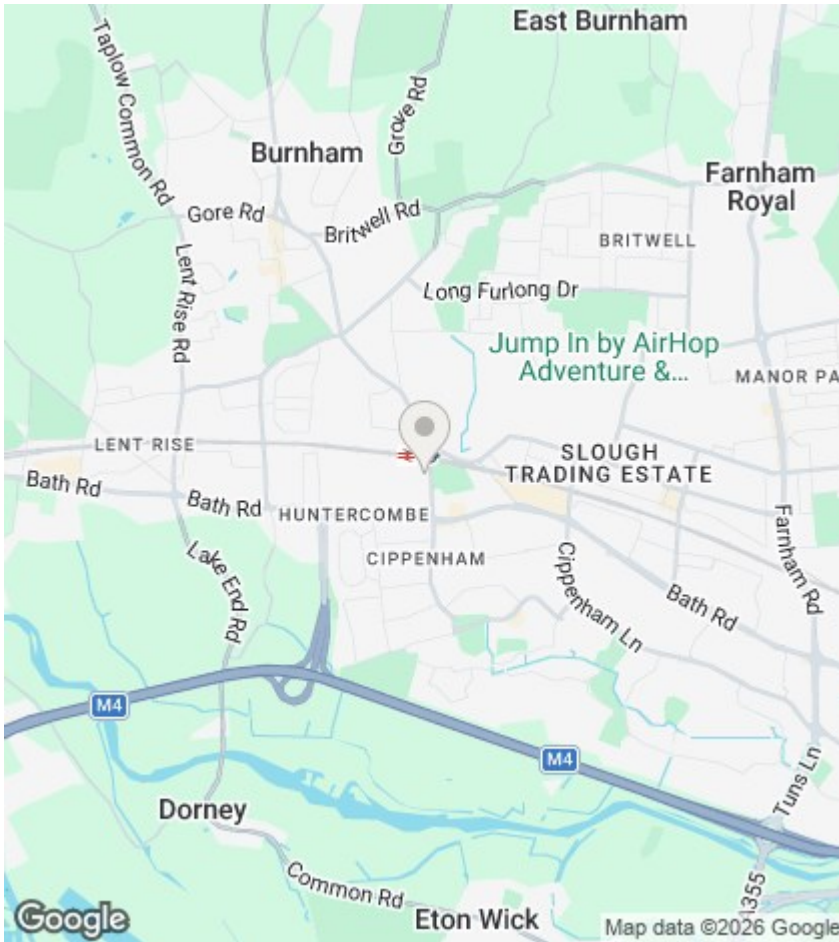 East Burnham
Taplow Common Rd
Grove Rd
Burnham
Farnham
Royal
Gore Rd
Britwell Rd
BRITWELL
Lent Rise Rd
Long Furlong Dr
Jump In by AirHop
Adventure &...
MANOR PA
LENT RISE
SLOUGH
TRADING ESTATE
Bath Rd
Bath Rd
HUNTERCOMBE
Farnham Rd
CIPPENHAM
Lake End Rd
Cippenham Ln
Bath Rd
M4
M4
Tuns Ln
Dorney
Common Rd
A355
Eton Wick
Google
Map data ©2026 Google